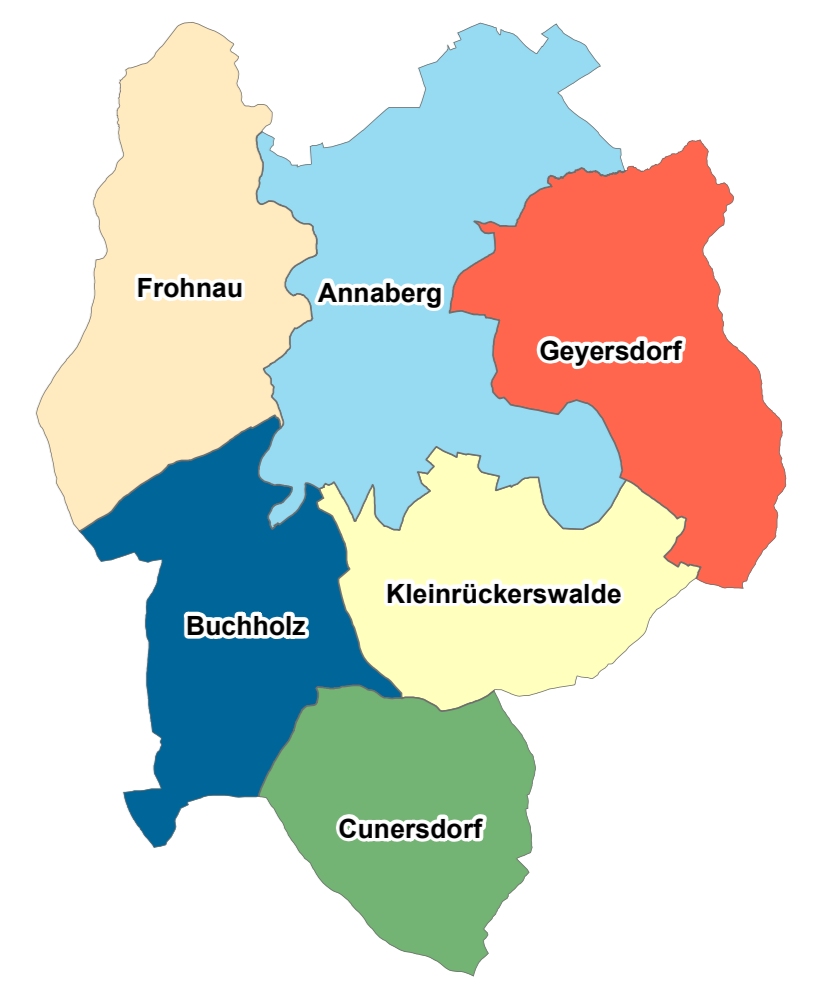 Frohnau
Annaberg
Geyersdorf
Kleinrückerswalde
Buchholz
Cunersdorf